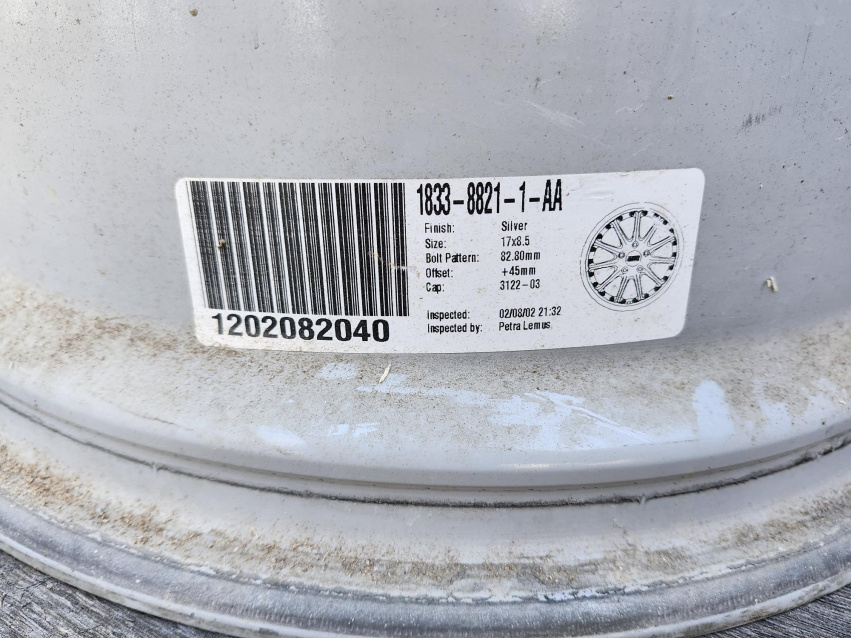 1833-8821-1-AA
Finish: Silver
Size: 17x8.5
Bolt Pattern: 82.80mm
Offset: +45mm
Cap: 3122-03
Inspected: 02/08/02 21:32
Inspected by: Petra Lemus
1202082040